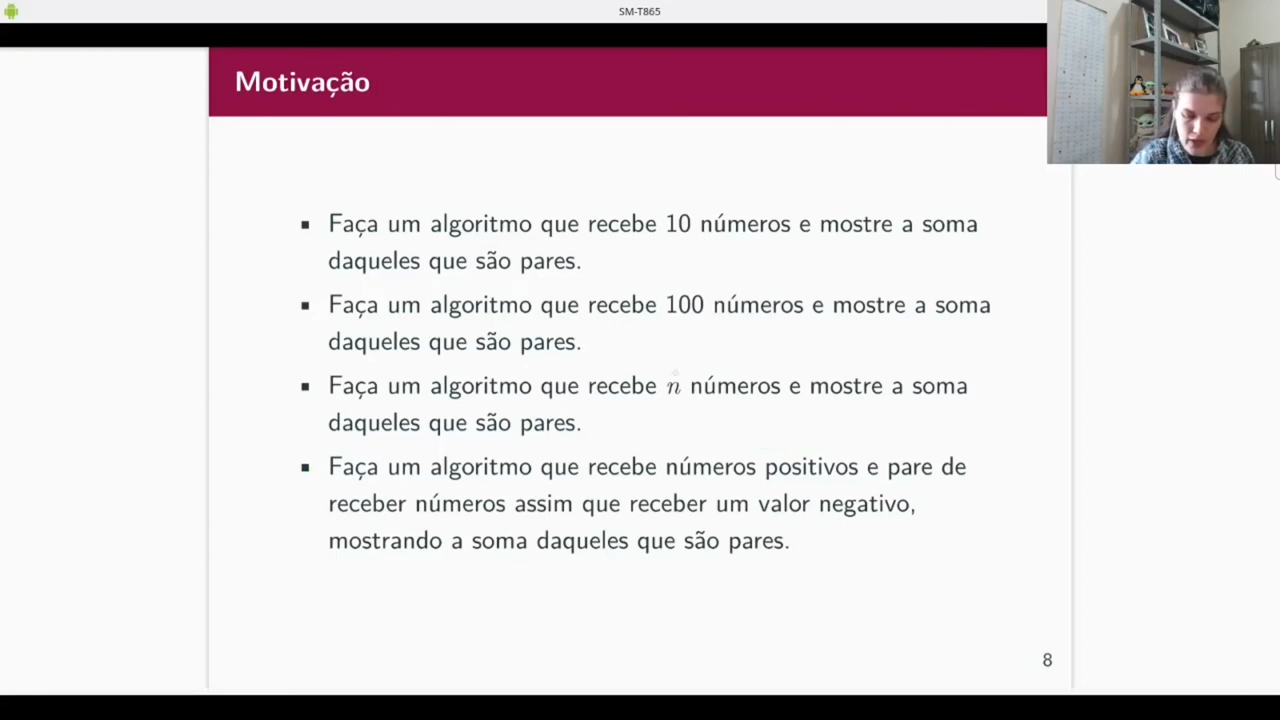 SM-T865
Motivação
▪ Faça um algoritmo que recebe 10 números e mostre a soma
daqueles que são pares.
▪ Faça um algoritmo que recebe 100 números e mostre a soma
daqueles que são pares.
▪ Faça um algoritmo que recebe n números e mostre a soma
daqueles que são pares.
▪ Faça um algoritmo que recebe números positivos e pare de
receber números assim que receber um valor negativo,
mostrando a soma daqueles que são pares.
8